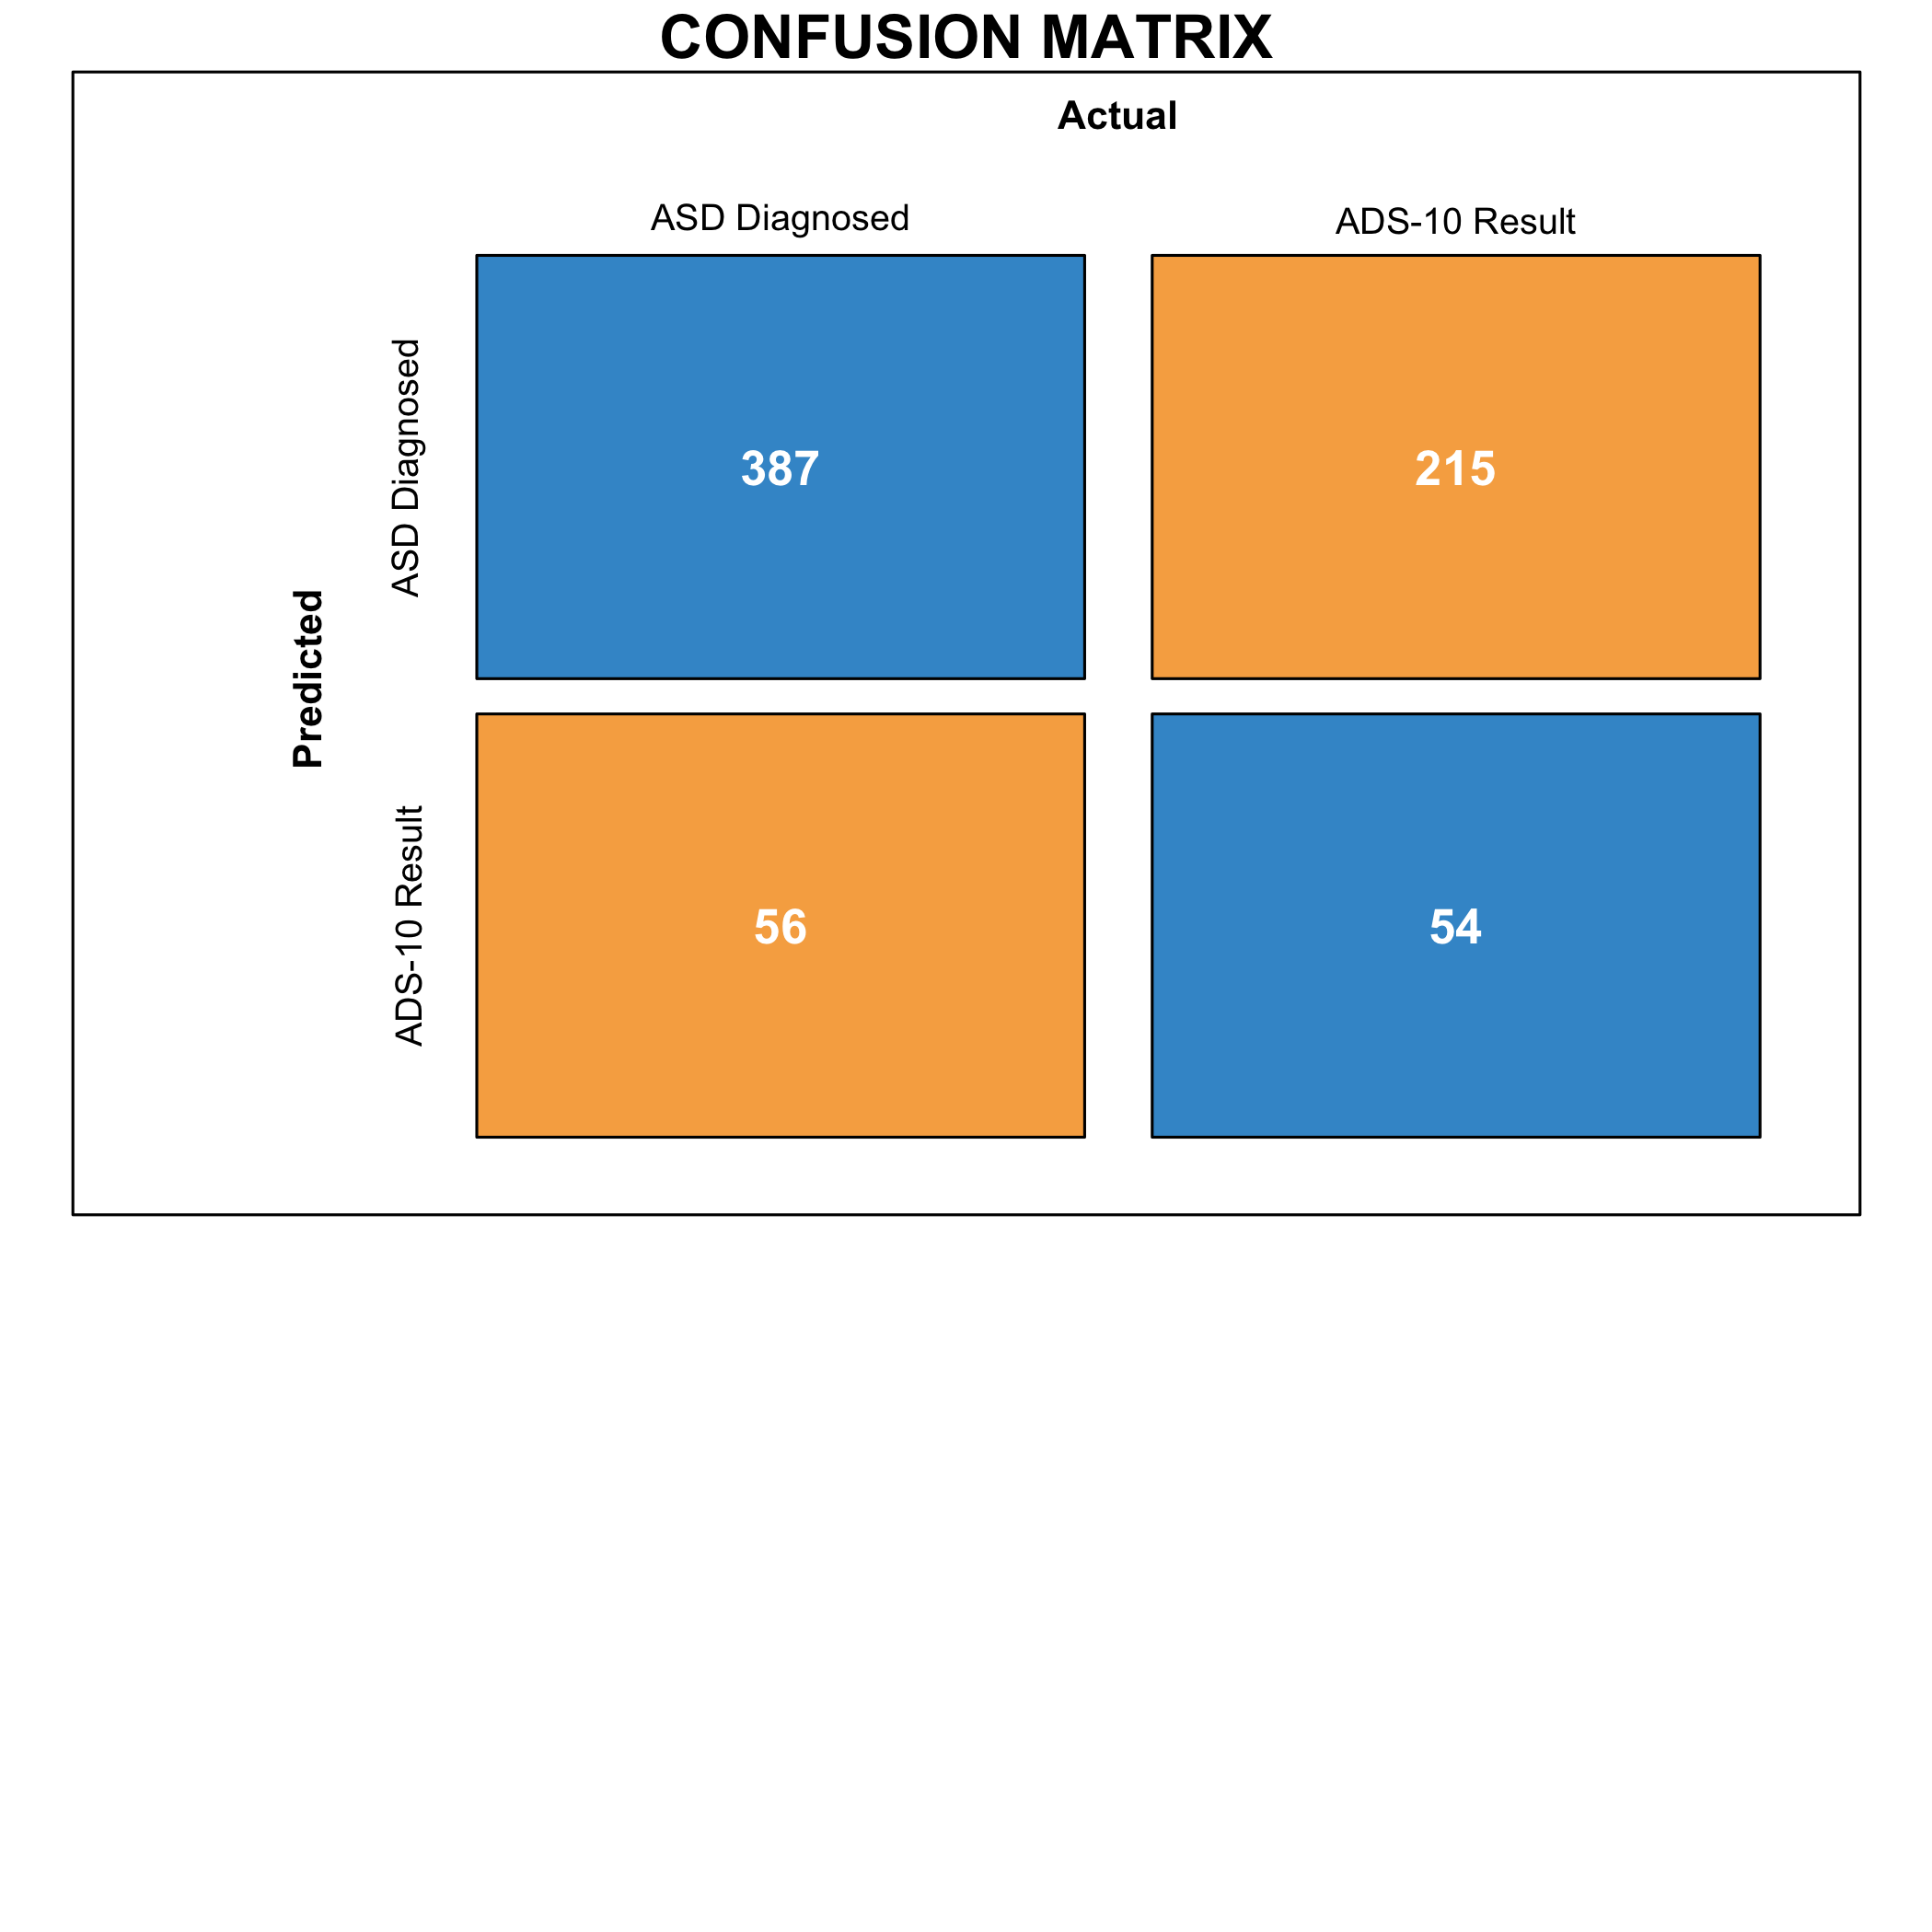 CONFUSION MATRIX
Actual
ASD Diagnosed
ADS-10 Result
Predicted
ASD Diagnosed
387
215
ADS-10 Result
56
54